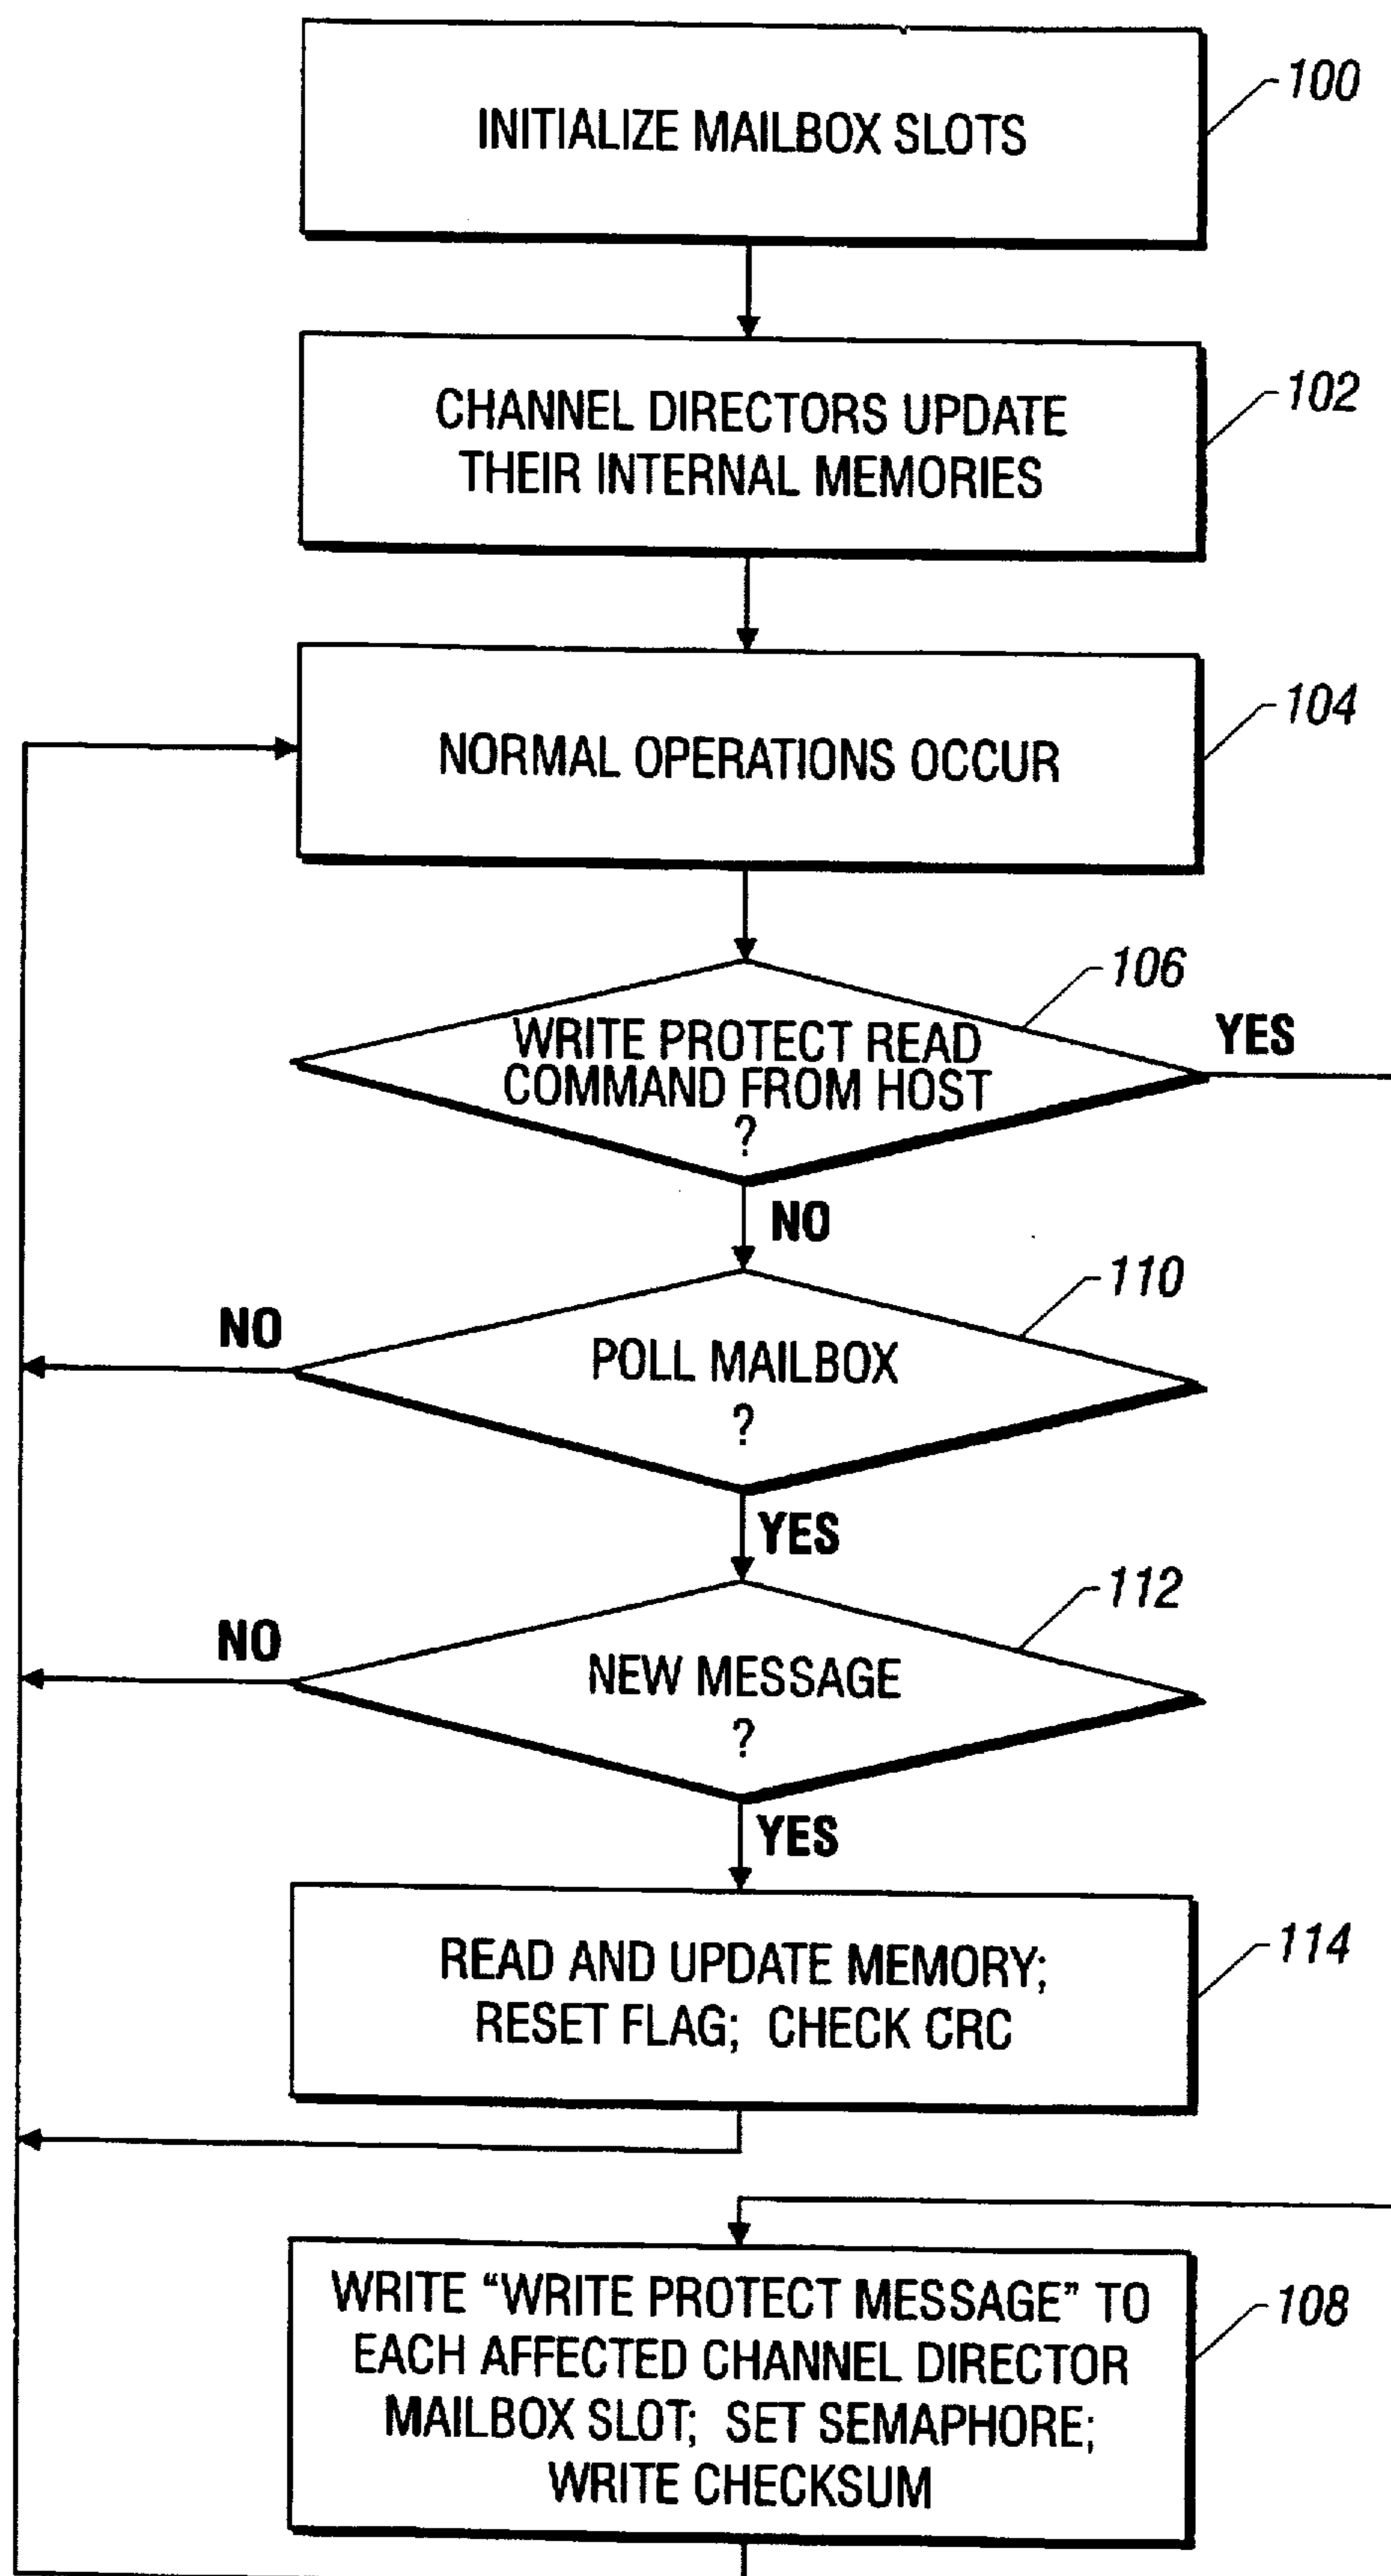 INITIALIZE MAILBOX SLOTS
100
CHANNEL DIRECTORS UPDATE
THEIR INTERNAL MEMORIES
102
NORMAL OPERATIONS OCCUR
104
106
WRITE PROTECT READ
COMMAND FROM HOST
?
YES
NO
110
NO
POLL MAILBOX
?
YES
112
NO
NEW MESSAGE
?
YES
READ AND UPDATE MEMORY;
RESET FLAG; CHECK CRC
114
WRITE “WRITE PROTECT MESSAGE” TO
EACH AFFECTED CHANNEL DIRECTOR
MAILBOX SLOT; SET SEMAPHORE;
WRITE CHECKSUM
108